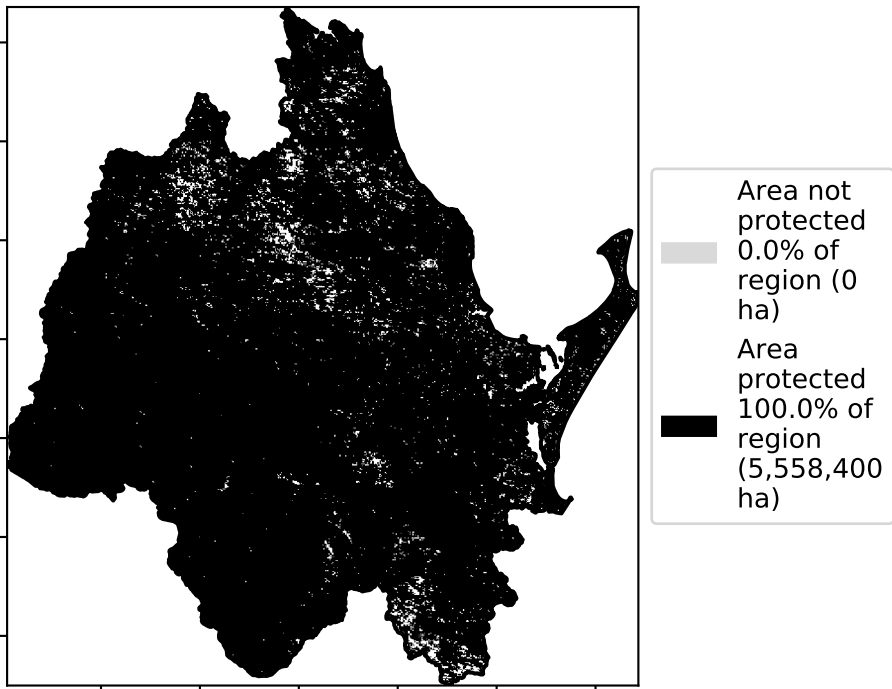 Area not
protected
0.0% of
region (0
ha)
Area
protected
100.0% of
region
(5,558,400
ha)